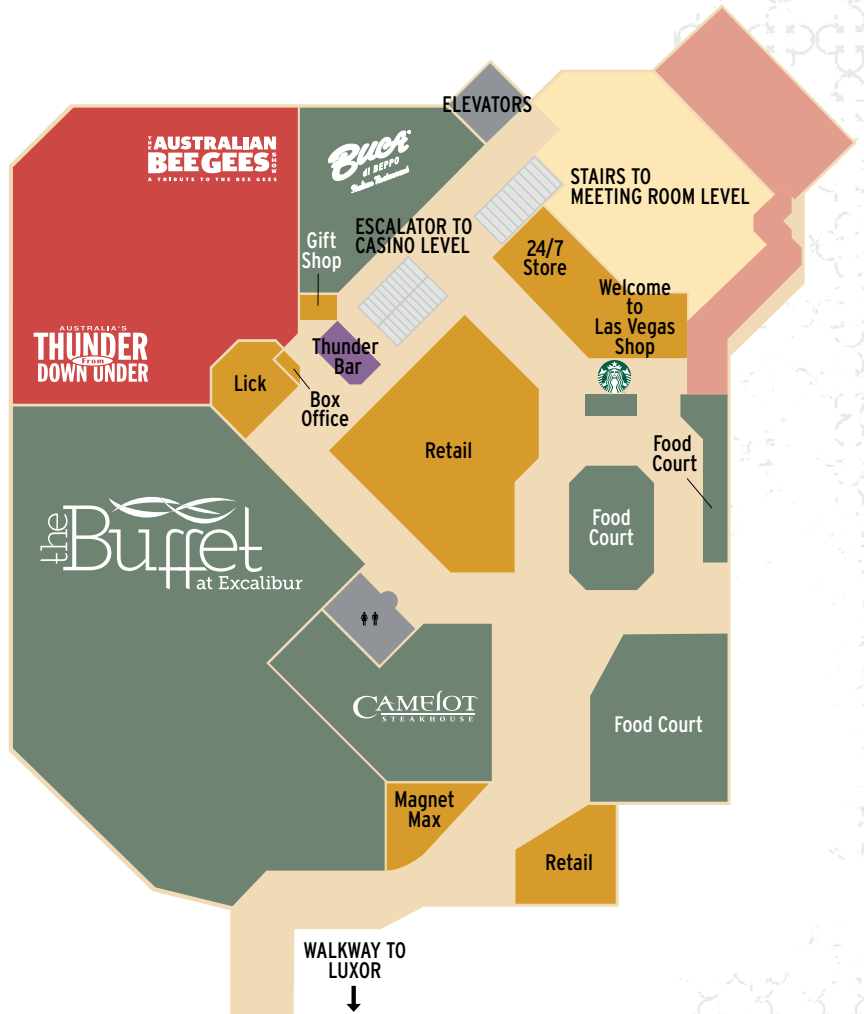 ELEVATORS
THE AUSTRALIAN
BEE GEES SHOW
A TRIBUTE TO THE BEE GEES
BUCA
di BEPPO
Italian Restaurant
STAIRS TO
MEETING ROOM LEVEL
ESCALATOR TO
CASINO LEVEL
Gift
Shop
24/7
Store
Welcome
to
Las Vegas
Shop
AUSTRALIA'S
THUNDER
From
DOWN UNDER
Thunder
Bar
Lick
Box
Office
Retail
Food
Court
Food
Court
the Buffet
at Excalibur
CAMELOT
STEAKHOUSE
Food Court
Magnet
Max
Retail
WALKWAY TO
LUXOR